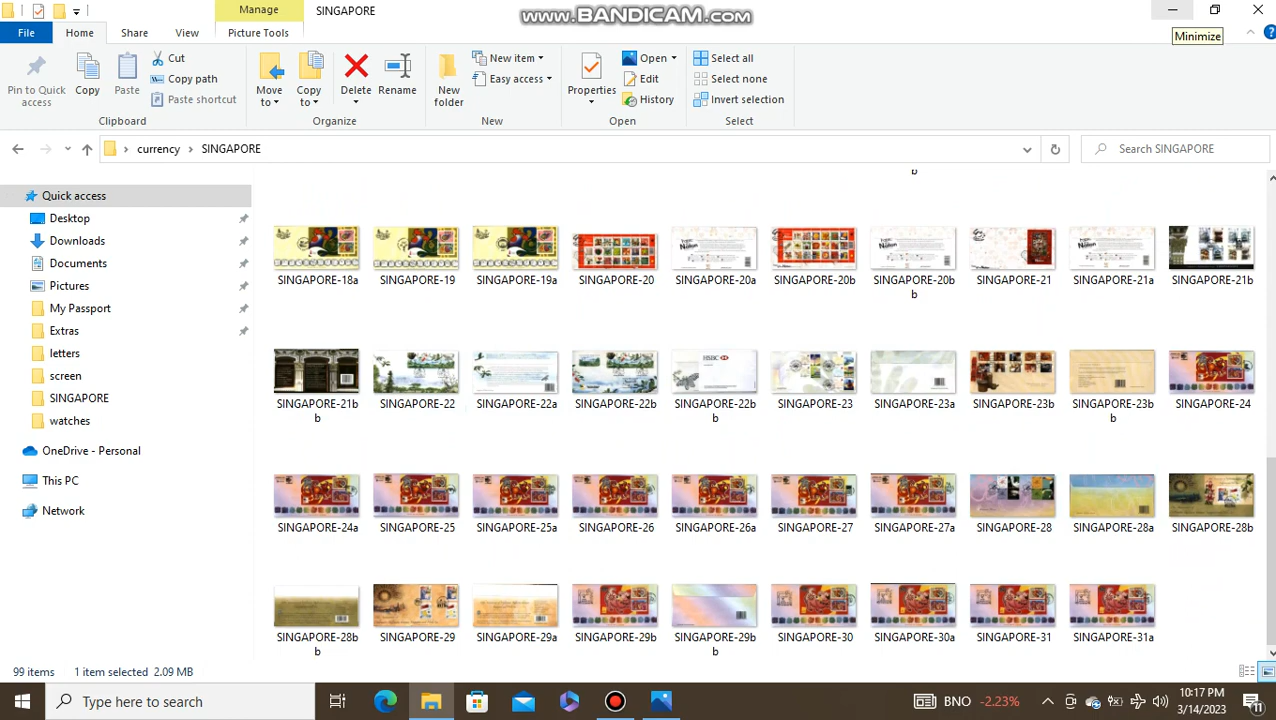 Manage
SINGAPORE
www.BANDICAM.com
File
Home
Share
View
Picture Tools
Minimize
Pin to Quick access
Copy
Paste
Cut
Copy path
Paste shortcut
Clipboard
Move to
Copy to
Delete
Rename
Organize
New folder
New item
Easy access
New
Properties
Open
Edit
History
Open
Select all
Select none
Invert selection
Select
currency
SINGAPORE
Search SINGAPORE
Quick access
Desktop
Downloads
Documents
Pictures
My Passport
Extras
letters
screen
SINGAPORE
watches
OneDrive - Personal
This PC
Network
b
SINGAPORE-18a
SINGAPORE-19
SINGAPORE-19a
SINGAPORE-20
SINGAPORE-20a
SINGAPORE-20b
SINGAPORE-20b
b
SINGAPORE-21
SINGAPORE-21a
SINGAPORE-21b
HSBC
SINGAPORE-21b
b
SINGAPORE-22
SINGAPORE-22a
SINGAPORE-22b
SINGAPORE-22b
b
SINGAPORE-23
SINGAPORE-23a
SINGAPORE-23b
SINGAPORE-23b
b
SINGAPORE-24
SINGAPORE-24a
SINGAPORE-25
SINGAPORE-25a
SINGAPORE-26
SINGAPORE-26a
SINGAPORE-27
SINGAPORE-27a
SINGAPORE-28
SINGAPORE-28a
SINGAPORE-28b
SINGAPORE-28b
b
SINGAPORE-29
SINGAPORE-29a
SINGAPORE-29b
SINGAPORE-29b
b
SINGAPORE-30
SINGAPORE-30a
SINGAPORE-31
SINGAPORE-31a
99 items
1 item selected 2.09 MB
Type here to search
BNO -2.23%
10:17 PM
3/14/2023
11